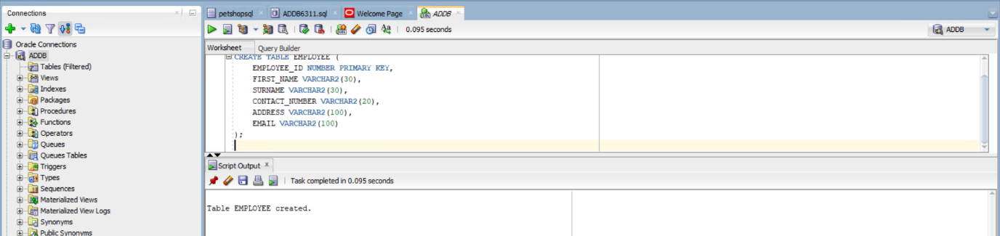 Connections
petshopsql
ADDB6311.sql
Welcome Page
ADDB
0.095 seconds
ADDB
Worksheet
Query Builder
CREATE TABLE EMPLOYEE (
EMPLOYEE_ID NUMBER PRIMARY KEY,
FIRST_NAME VARCHAR2(30),
SURNAME VARCHAR2(30),
CONTACT_NUMBER VARCHAR2(20),
ADDRESS VARCHAR2(100),
EMAIL VARCHAR2(100)
);
Oracle Connections
ADDB
Tables (Filtered)
Views
Indexes
Packages
Procedures
Functions
Operators
Queues
Queues Tables
Triggers
Types
Sequences
Materialized Views
Materialized View Logs
Synonyms
Public Synonyms
Script Output
Task completed in 0.095 seconds
Table EMPLOYEE created.